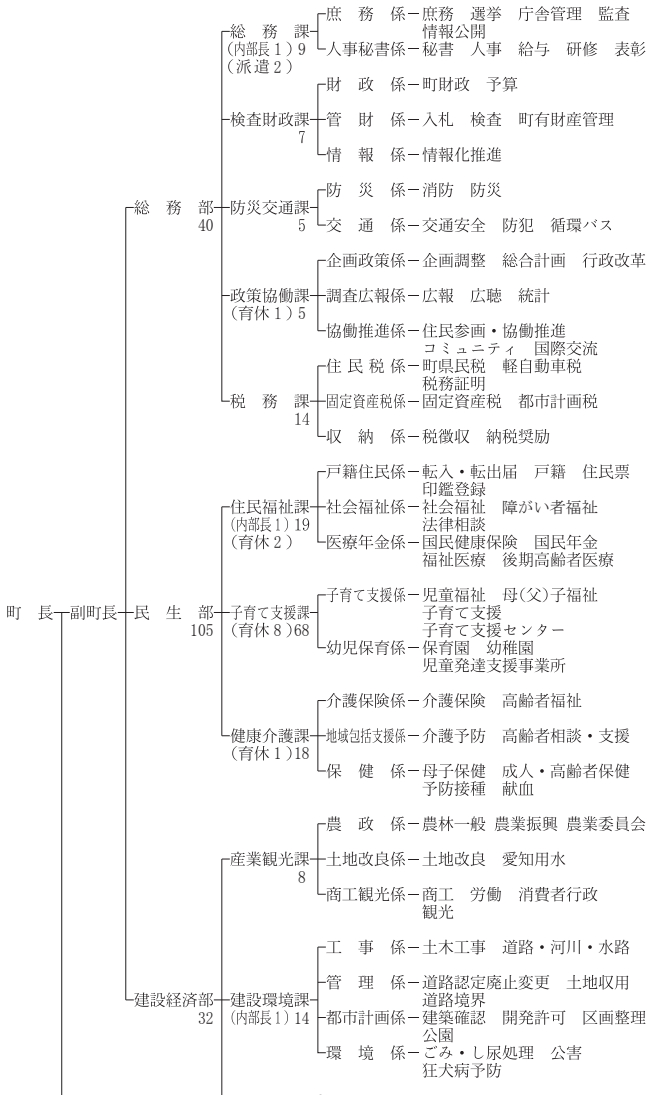 庶務係 庶務 選挙 庁舎管理 監査
総務課 情報公開
(内部長1)9 人事秘書係 秘書 人事 給与 研修 表彰
(派遣2)
財政係 町財政 予算
検査財政課 管財係 入札 検査 町有財産管理
7
情報係 情報化推進
防災係 消防 防災
総務部 防災交通課
40 5 交通係 交通安全 防犯 循環バス
企画政策係 企画調整 総合計画 行政改革
政策協働課 調査広報係 広報 広聴 統計
(育休1)5
協働推進係 住民参画・協働推進
コミュニティ 国際交流
住民税係 町県民税 軽自動車税
税務証明
税務課 固定資産税係 固定資産税 都市計画税
14
収納係 税徴収 納税奨励
戸籍住民係 転入・転出届 戸籍 住民票
印鑑登録
住民福祉課 社会福祉係 社会福祉 障がい者福祉
(内部長1)19 法律相談
(育休2) 医療年金係 国民健康保険 国民年金
福祉医療 後期高齢者医療
子育て支援係 児童福祉 母(父)子福祉
町長 副町長 民生部 子育て支援課 子育て支援
105 (育休8)68 子育て支援センター
幼児保育係 保育園 幼稚園
児童発達支援事業所
介護保険係 介護保険 高齢者福祉
健康介護課 地域包括支援係 介護予防 高齢者相談・支援
(育休1)18
保健係 母子保健 成人・高齢者保健
予防接種 献血
農政係 農林一般 農業振興 農業委員会
産業観光課 土地改良係 土地改良 愛知用水
8
商工観光係 商工 労働 消費者行政
観光
工事係 土木工事 道路・河川・水路
管理係 道路認定廃止変更 土地収用
建設経済部 建設環境課 道路境界
32 (内部長1)14 都市計画係 建築確認 開発許可 区画整理
公園
環境係 ごみ・し尿処理 公害
狂犬病予防